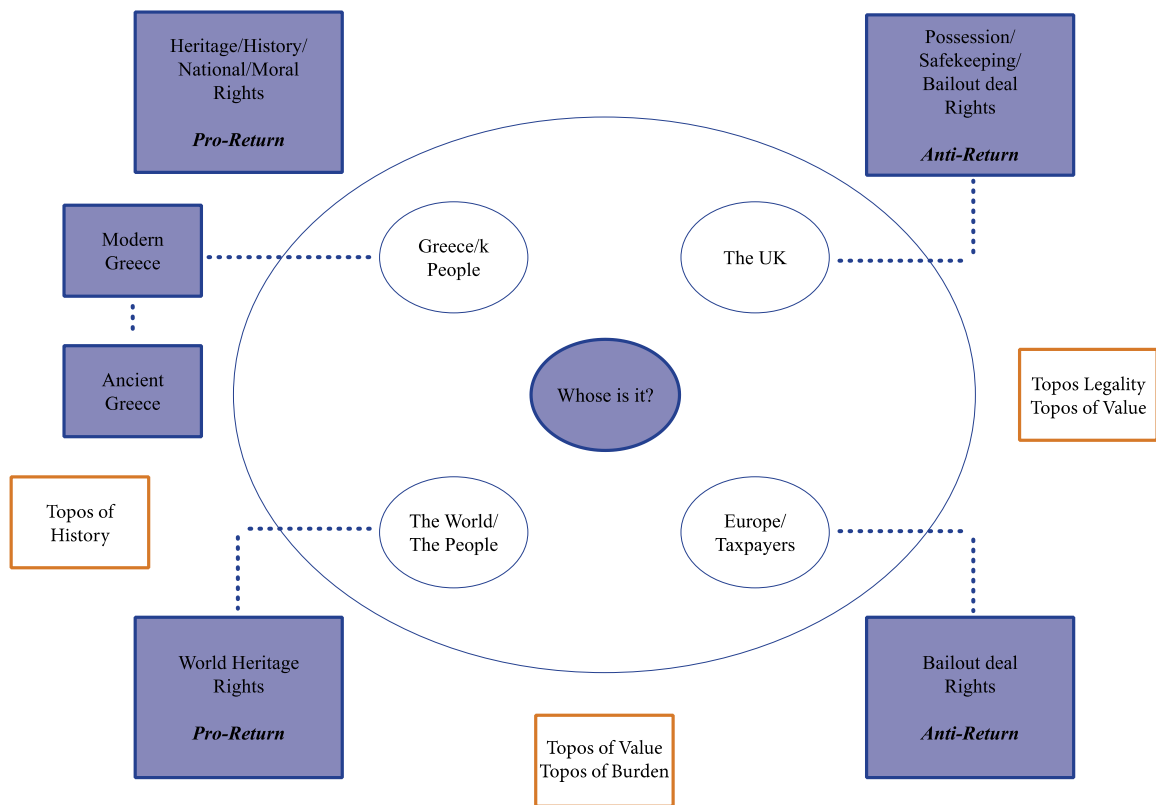 Heritage/History/
National/Moral
Rights
Pro-Return
Possession/
Safekeeping/
Bailout deal
Rights
Anti-Return
Modern
Greece
Greece/k
People
The UK
Ancient
Greece
Whose is it?
Topos Legality
Topos of Value
Topos of
History
The World/
The People
Europe/
Taxpayers
World Heritage
Rights
Pro-Return
Bailout deal
Rights
Anti-Return
Topos of Value
Topos of Burden